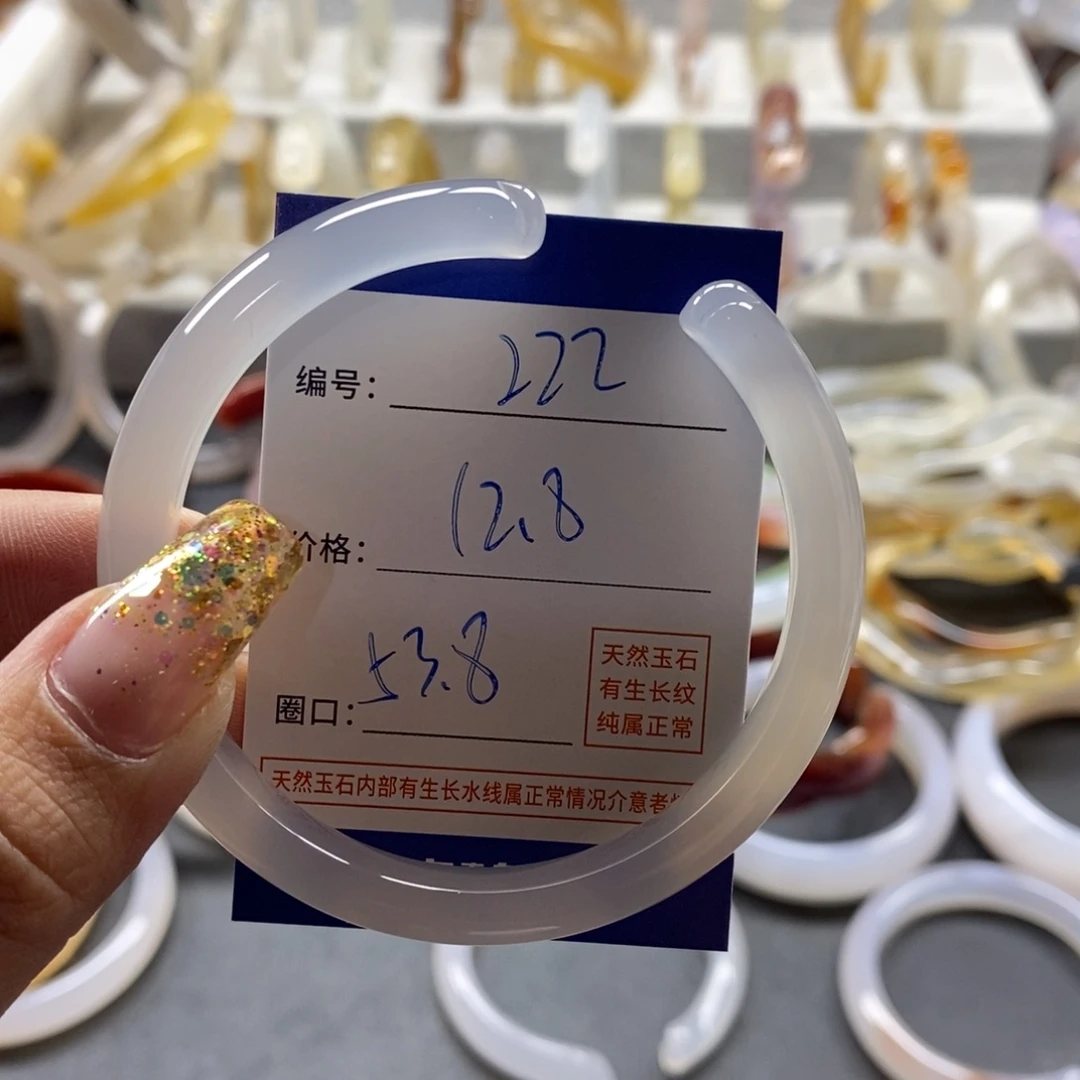 编号: 222
价格: 12.8
圈口: 53.8
天然玉石
有生长纹
纯属正常
天然玉石内部有生长水线属正常情况介意者